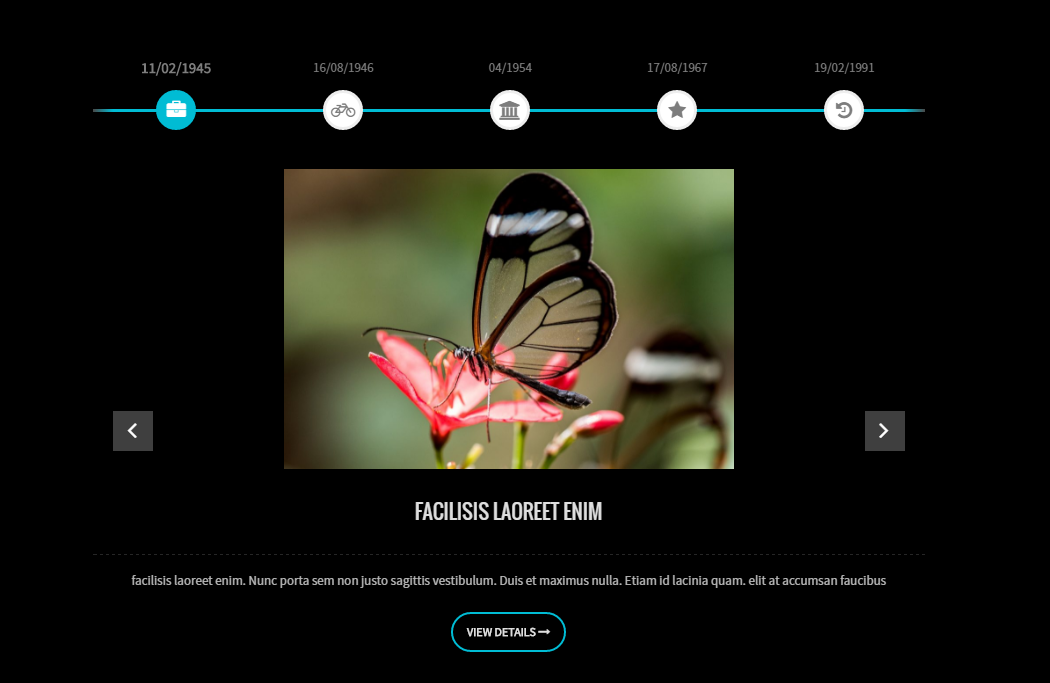 11/02/1945 16/08/1946 04/1954 17/08/1967 19/02/1991
FACILISIS LAOREET ENIM
facilisis laoreet enim. Nunc porta sem non justo sagittis vestibulum. Duis et maximus nulla. Etiam id lacinia quam. elit at accumsan faucibus
VIEW DETAILS